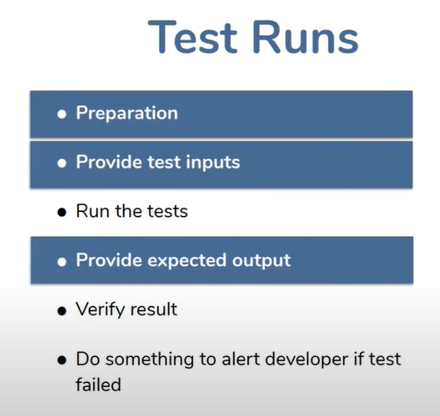 Test Runs
● Preparation
● Provide test inputs
● Run the tests
● Provide expected output
● Verify result
● Do something to alert developer if test
failed